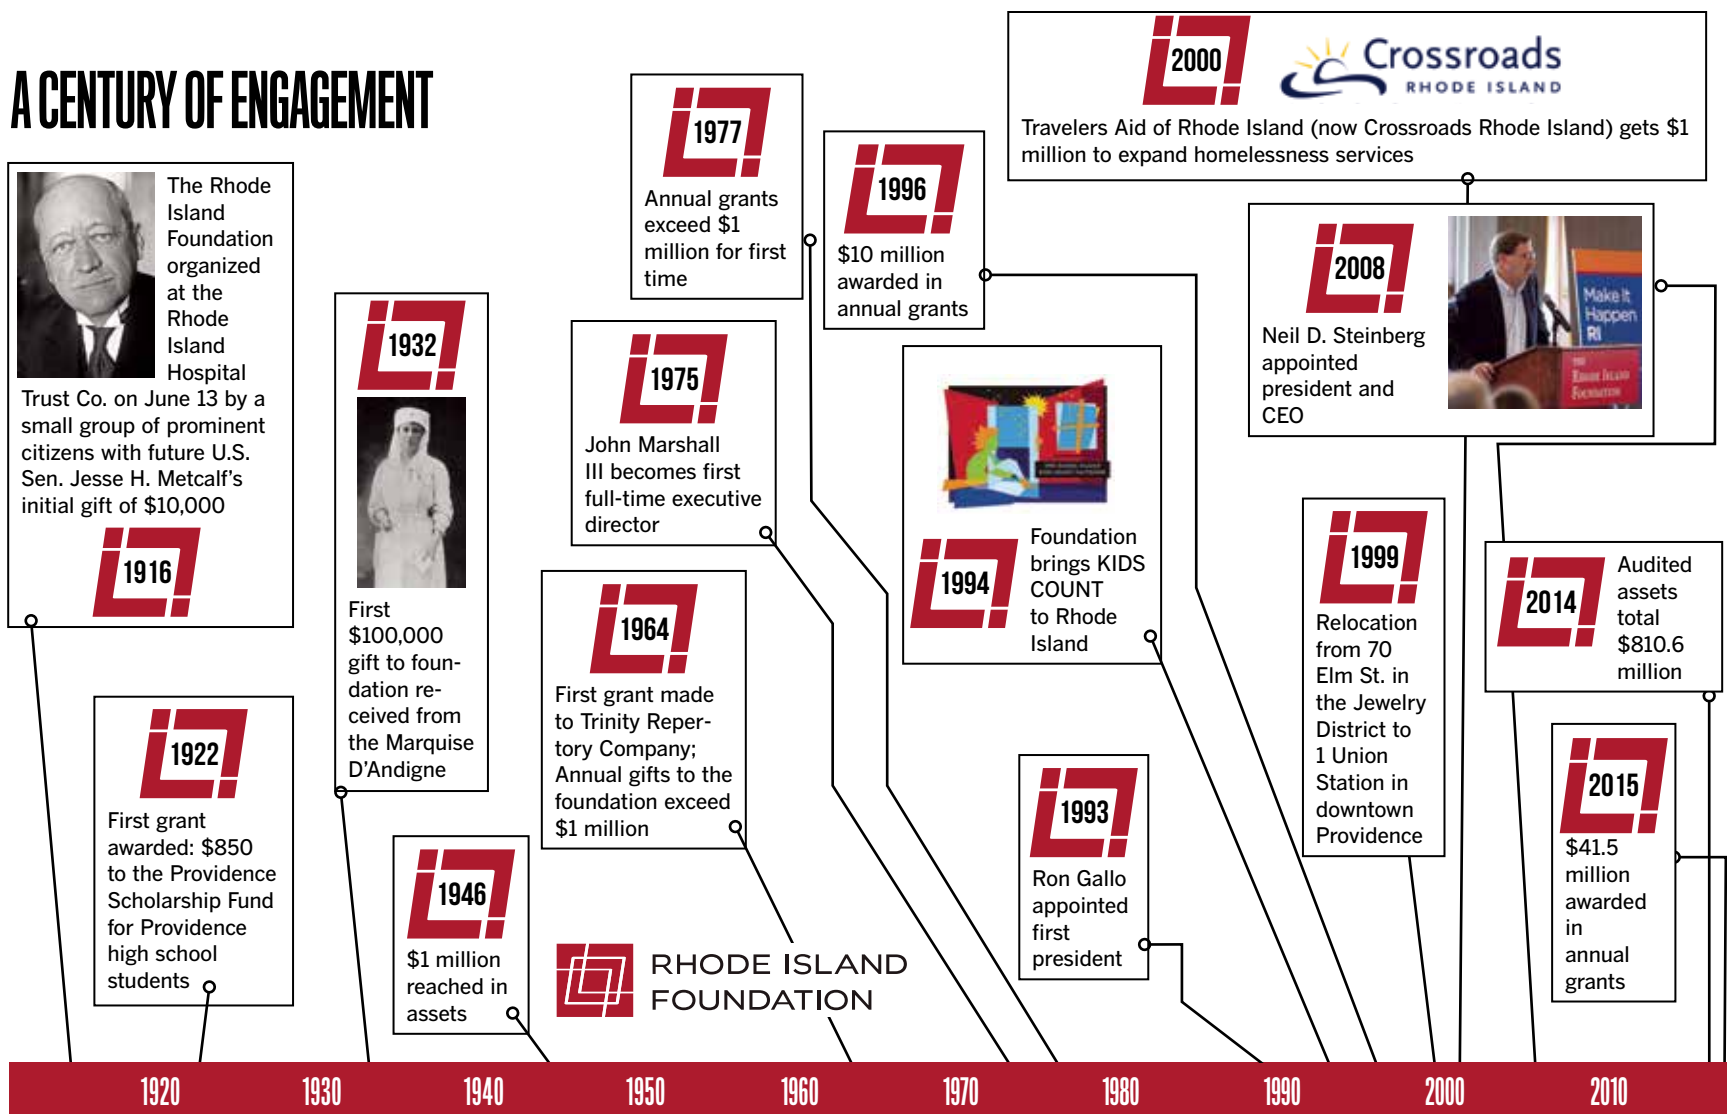 A CENTURY OF ENGAGEMENT
The Rhode
Island
Foundation
organized
at the
Rhode
Island
Hospital
Trust Co. on June 13 by a
small group of prominent
citizens with future U.S.
Sen. Jesse H. Metcalf's
initial gift of $10,000
1916
1922
First grant
awarded: $850
to the Providence
Scholarship Fund
for Providence
high school
students
1932
First
$100,000
gift to foun-
dation re-
ceived from
the Marquise
D'Andigne
1946
$1 million
reached in
assets
1964
First grant made
to Trinity Reper-
tory Company;
Annual gifts to the
foundation exceed
$1 million
1975
John Marshall
III becomes first
full-time executive
director
1977
Annual grants
exceed $1
million for first
time
RHODE ISLAND
FOUNDATION
1993
Ron Gallo
appointed
first
president
1994
Foundation
brings KIDS
COUNT
to Rhode
Island
1996
$10 million
awarded in
annual grants
1999
Relocation
from 70
Elm St. in
the Jewelry
District to
1 Union
Station in
downtown
Providence
2000
Crossroads
RHODE ISLAND
Travelers Aid of Rhode Island (now Crossroads Rhode Island) gets $1
million to expand homelessness services
2008
Neil D. Steinberg
appointed
president and
CEO
Make It
Happen
RI
THE
RHODE ISLAND
FOUNDATION
2014
Audited
assets
total
$810.6
million
2015
$41.5
million
awarded
in
annual
grants
1920 1930 1940 1950 1960 1970 1980 1990 2000 2010